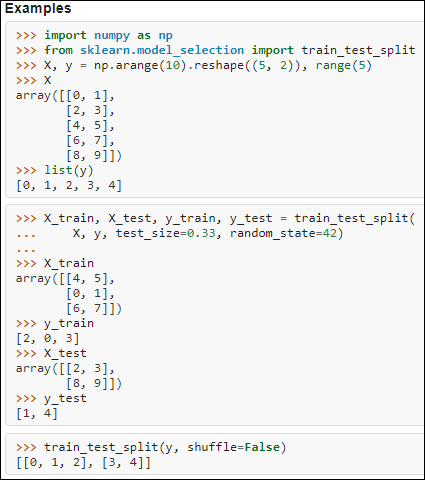 Examples
>>> import numpy as np
>>> from sklearn.model_selection import train_test_split
>>> X, y = np.arange(10).reshape((5, 2)), range(5)
>>> X
array([[0, 1],
       [2, 3],
       [4, 5],
       [6, 7],
       [8, 9]])
>>> list(y)
[0, 1, 2, 3, 4]
>>> X_train, X_test, y_train, y_test = train_test_split(
...     X, y, test_size=0.33, random_state=42)
...
>>> X_train
array([[4, 5],
       [0, 1],
       [6, 7]])
>>> y_train
[2, 0, 3]
>>> X_test
array([[2, 3],
       [8, 9]])
>>> y_test
[1, 4]
>>> train_test_split(y, shuffle=False)
[[0, 1, 2], [3, 4]]